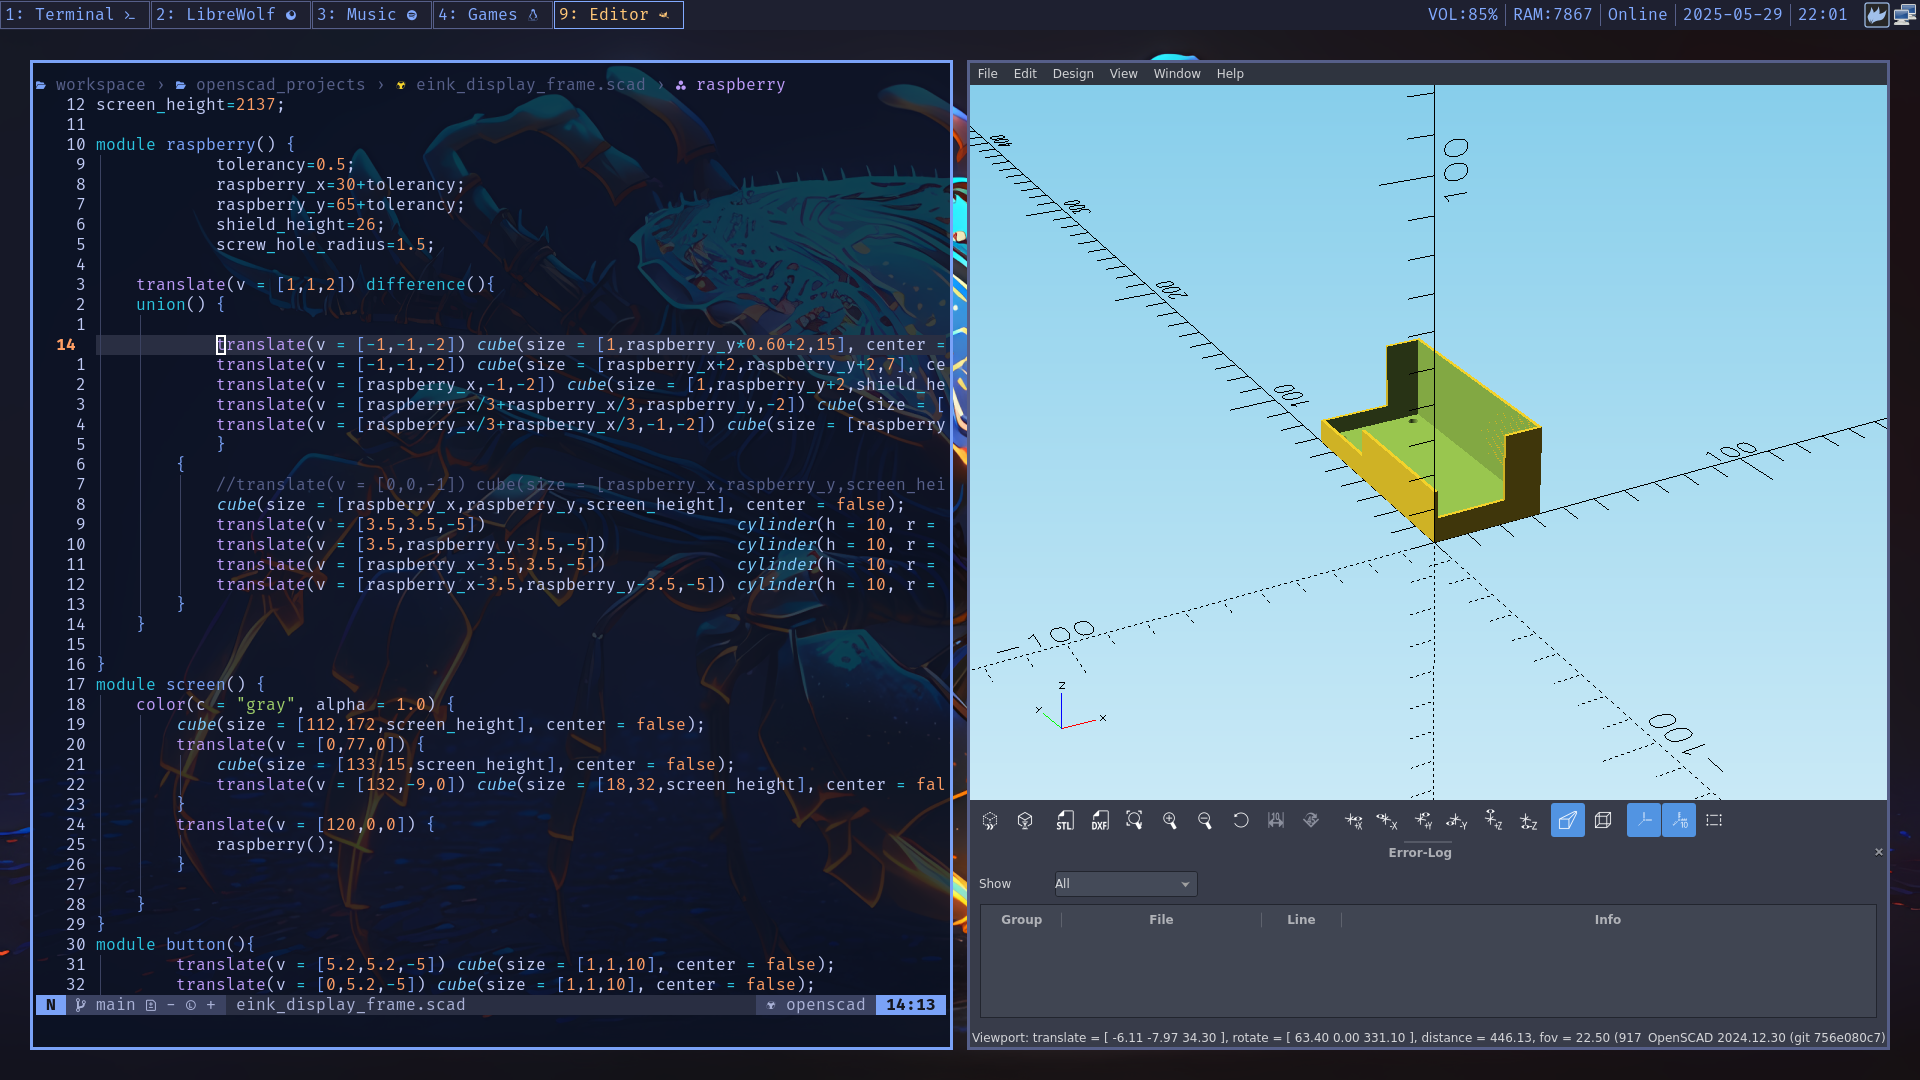 1: Terminal 2: LibreWolf 3: Music 4: Games 9: Editor VOL:85% RAM:7867 Online 2025-05-29 22:01
workspace › openscad_projects › eink_display_frame.scad › raspberry
12 screen_height=2137;
11
10 module raspberry() {
9 tolerancy=0.5;
8 raspberry_x=30+tolerancy;
7 raspberry_y=65+tolerancy;
6 shield_height=26;
5 screw_hole_radius=1.5;
4
3 translate(v = [1,1,2]) difference(){
2 union() {
1
14 translate(v = [-1,-1,-2]) cube(size = [1,raspberry_y*0.60+2,15], center =
1 translate(v = [-1,-1,-2]) cube(size = [raspberry_x+2,raspberry_y+2,7], ce
2 translate(v = [raspberry_x,-1,-2]) cube(size = [1,raspberry_y+2,shield_he
3 translate(v = [raspberry_x/3+raspberry_x/3,raspberry_y,-2]) cube(size = [
4 translate(v = [raspberry_x/3+raspberry_x/3,-1,-2]) cube(size = [raspberry
5 }
6 {
7 //translate(v = [0,0,-1]) cube(size = [raspberry_x,raspberry_y,screen_hei
8 cube(size = [raspberry_x,raspberry_y,screen_height], center = false);
9 translate(v = [3.5,3.5,-5]) cylinder(h = 10, r =
10 translate(v = [3.5,raspberry_y-3.5,-5]) cylinder(h = 10, r =
11 translate(v = [raspberry_x-3.5,3.5,-5]) cylinder(h = 10, r =
12 translate(v = [raspberry_x-3.5,raspberry_y-3.5,-5]) cylinder(h = 10, r =
13 }
14 }
15
16 }
17 module screen() {
18 color(c = "gray", alpha = 1.0) {
19 cube(size = [112,172,screen_height], center = false);
20 translate(v = [0,77,0]) {
21 cube(size = [133,15,screen_height], center = false);
22 translate(v = [132,-9,0]) cube(size = [18,32,screen_height], center = fal
23 }
24 translate(v = [120,0,0]) {
25 raspberry();
26 }
27
28 }
29 }
30 module button(){
31 translate(v = [5.2,5.2,-5]) cube(size = [1,1,10], center = false);
32 translate(v = [0,5.2,-5]) cube(size = [1,1,10], center = false);
N main - + eink_display_frame.scad openscad 14:13
File Edit Design View Window Help
100
200
100
100
-100
-100
Z
Y
X
STL DXF 10 +X -X +Y -Y +Z -Z 10
Error-Log
Show All
Group File Line Info
Viewport: translate = [ -6.11 -7.97 34.30 ], rotate = [ 63.40 0.00 331.10 ], distance = 446.13, fov = 22.50 (917 OpenSCAD 2024.12.30 (git 756e080c7)